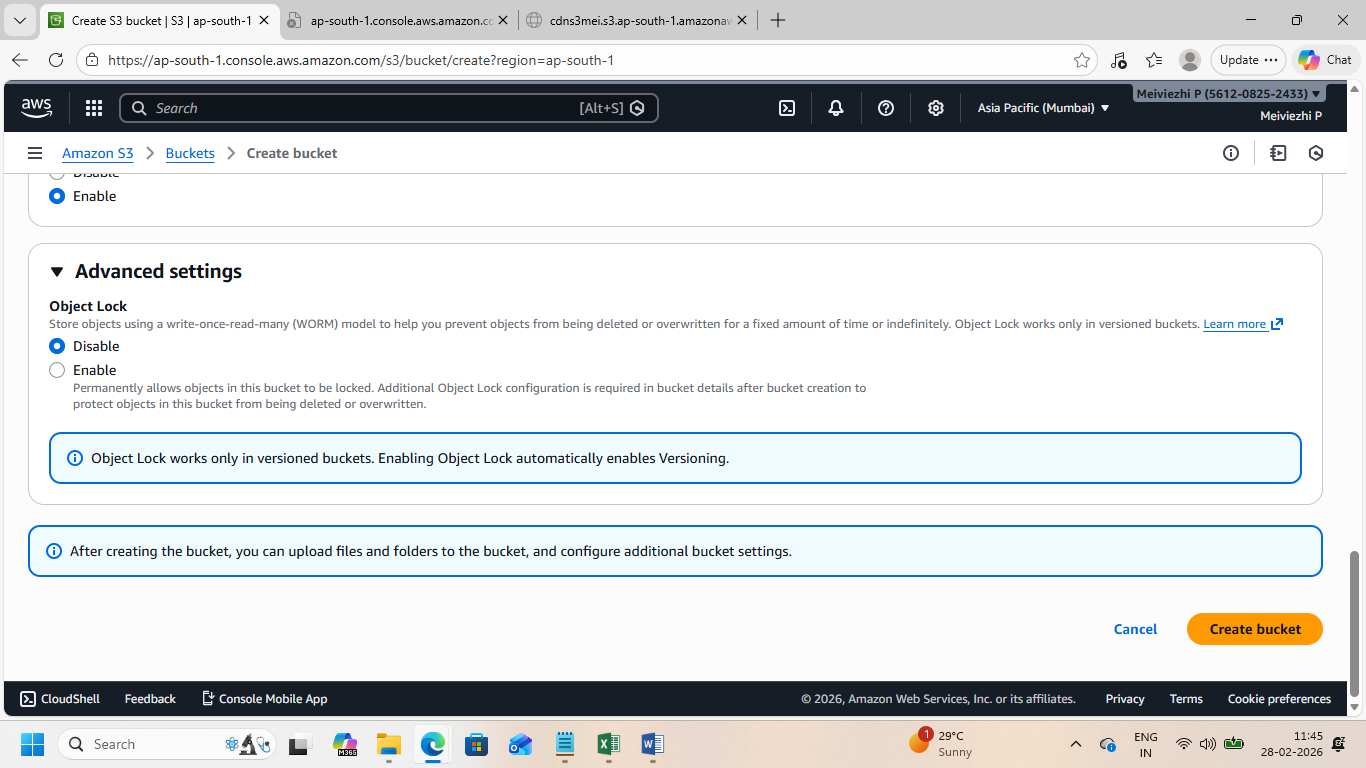 Create S3 bucket | S3 | ap-south-1
ap-south-1.console.aws.amazon.co
cdns3mei.s3.ap-south-1.amazonaw
https://ap-south-1.console.aws.amazon.com/s3/bucket/create?region=ap-south-1
Update
Chat
aws
Search
[Alt+S]
Asia Pacific (Mumbai)
Meiviezhi P (5612-0825-2433)
Meiviezhi P
Amazon S3 > Buckets > Create bucket
Disable
Enable
Advanced settings
Object Lock
Store objects using a write-once-read-many (WORM) model to help you prevent objects from being deleted or overwritten for a fixed amount of time or indefinitely. Object Lock works only in versioned buckets. Learn more
Disable
Enable
Permanently allows objects in this bucket to be locked. Additional Object Lock configuration is required in bucket details after bucket creation to
protect objects in this bucket from being deleted or overwritten.
Object Lock works only in versioned buckets. Enabling Object Lock automatically enables Versioning.
After creating the bucket, you can upload files and folders to the bucket, and configure additional bucket settings.
Cancel
Create bucket
CloudShell
Feedback
Console Mobile App
© 2026, Amazon Web Services, Inc. or its affiliates.
Privacy
Terms
Cookie preferences
Search
M365
1
29°C
Sunny
ENG
IN
11:45
28-02-2026